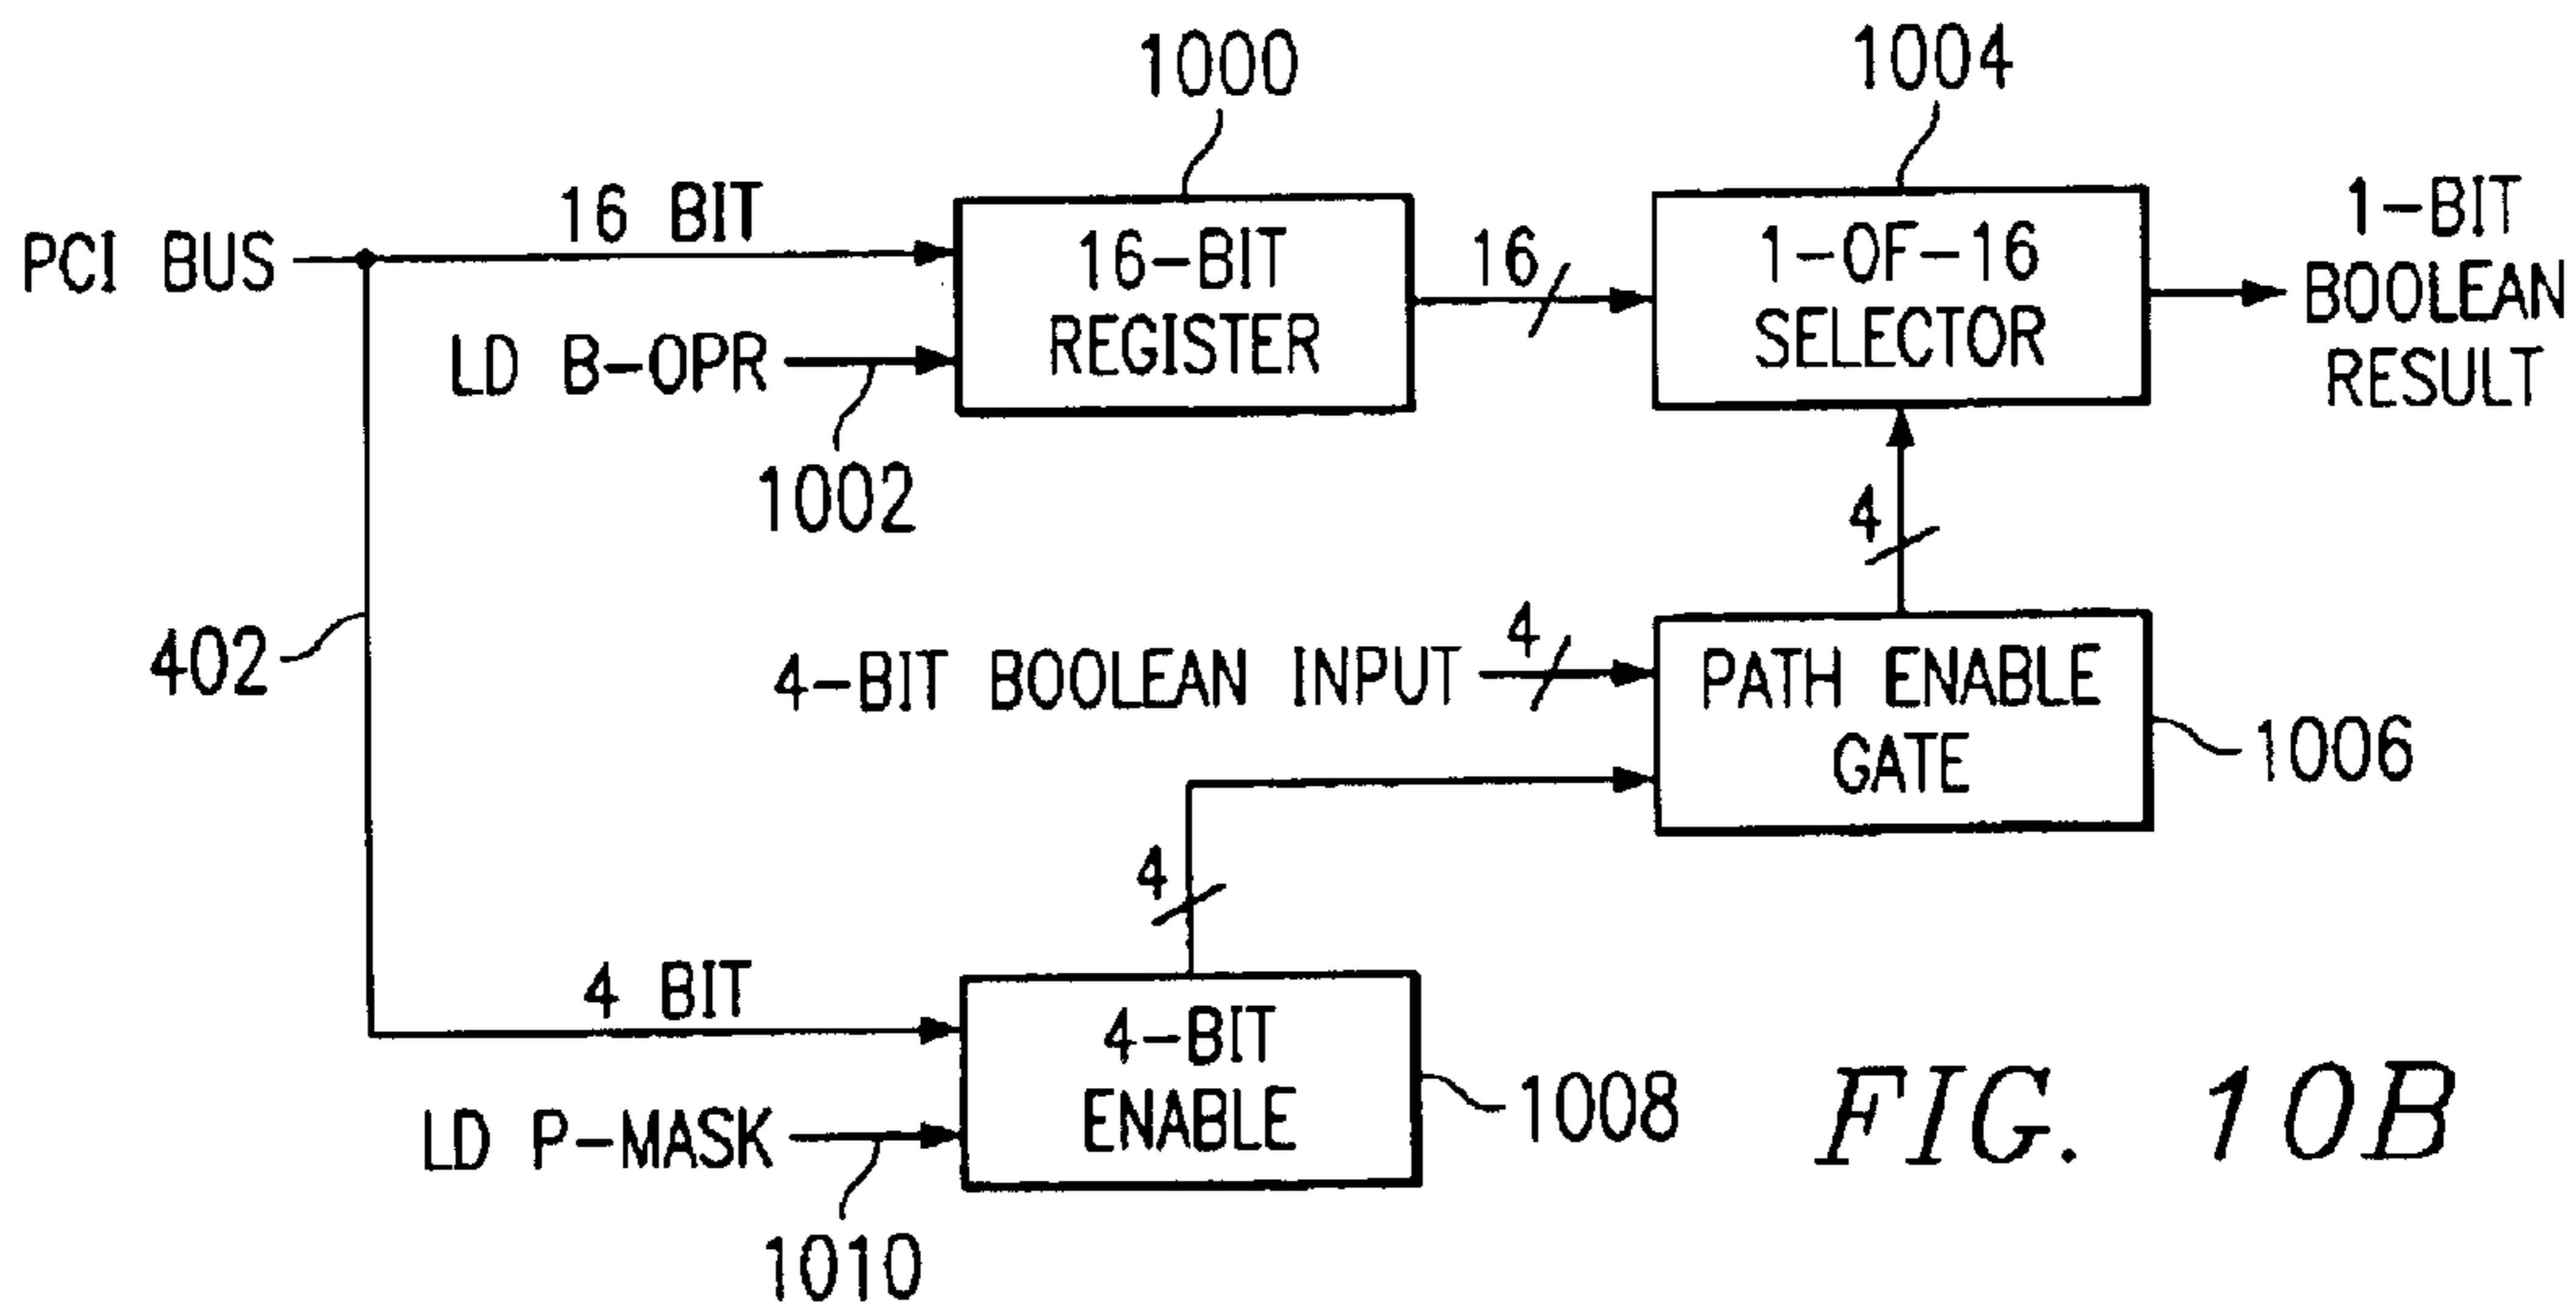 1000
1004
PCI BUS
16 BIT
16-BIT
REGISTER
16
1-OF-16
SELECTOR
1-BIT
BOOLEAN
RESULT
LD B-OPR
1002
4
402
4-BIT BOOLEAN INPUT
4
PATH ENABLE
GATE
1006
4
4 BIT
4-BIT
ENABLE
1008
LD P-MASK
1010
FIG. 10B